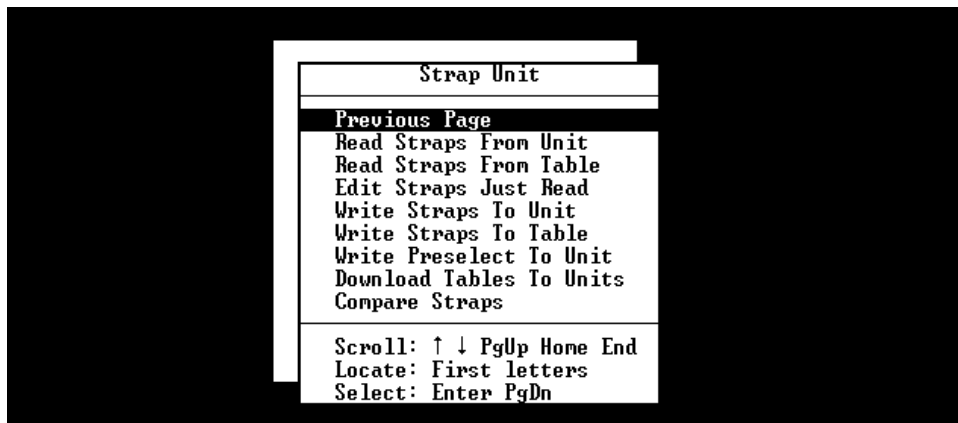 Strap Unit
Previous Page
Read Straps From Unit
Read Straps From Table
Edit Straps Just Read
Write Straps To Unit
Write Straps To Table
Write Preselect To Unit
Download Tables To Units
Compare Straps
Scroll: ↑ ↓ PgUp Home End
Locate: First letters
Select: Enter PgDn